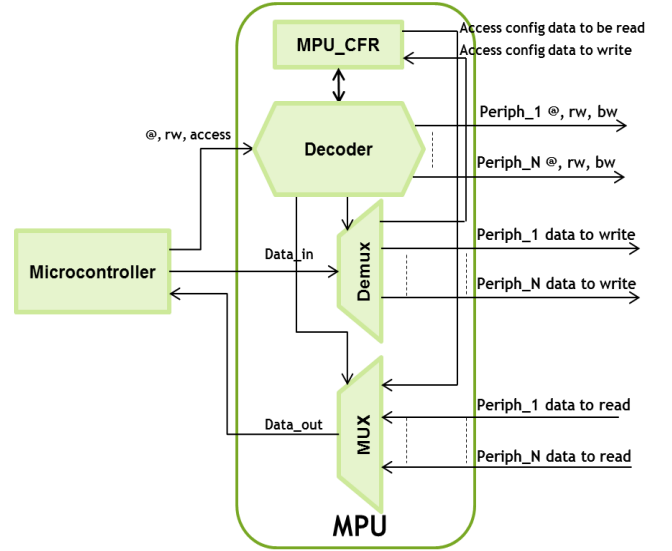 Access config data to be read
MPU_CFR
Access config data to write
Periph_1 @, rw, bw
@, rw, access
Decoder
Periph_N @, rw, bw
Periph_1 data to write
Data_in
Microcontroller
Demux
Periph_N data to write
Periph_1 data to read
Data_out
MUX
Periph_N data to read
MPU